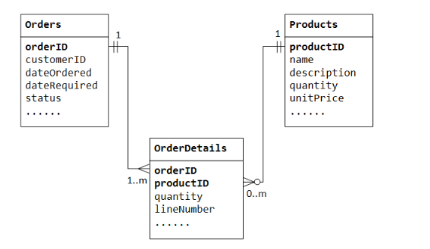 Orders
orderID
customerID
dateOrdered
dateRequired
status
......
1
1
Products
productID
name
description
quantity
unitPrice
......
OrderDetails
orderID
productID
quantity
lineNumber
......
1..m
0..m